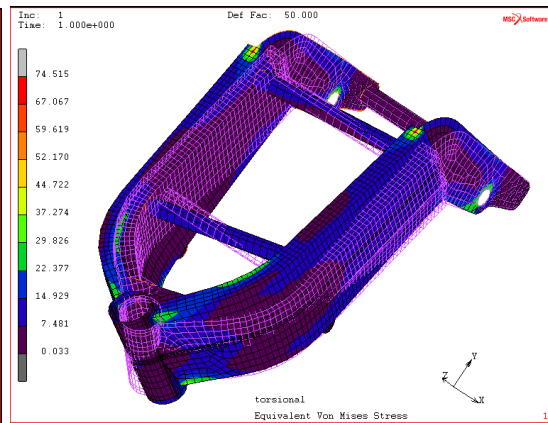 Inc: 1
Time: 1.000e+000
Def Fac: 50.000
MSC Software
74.515
67.067
59.619
52.170
44.722
37.274
29.826
22.377
14.929
7.481
0.033
Y
Z
X
torsional
Equivalent Von Mises Stress
1